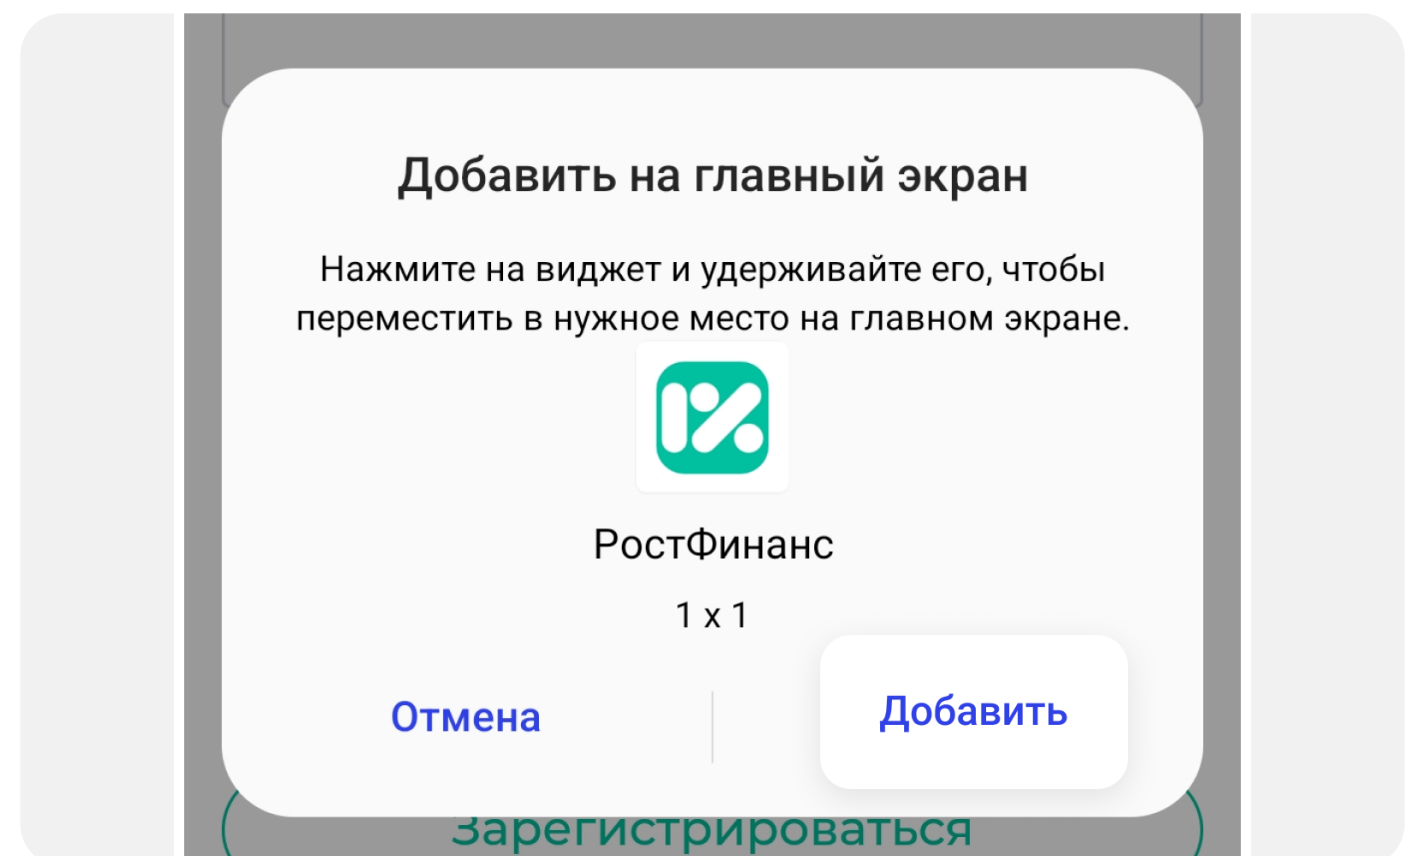 Добавить на главный экран
Нажмите на виджет и удерживайте его, чтобы
переместить в нужное место на главном экране.
РостФинанс
1 x 1
Отмена
Добавить
Зарегистрироваться